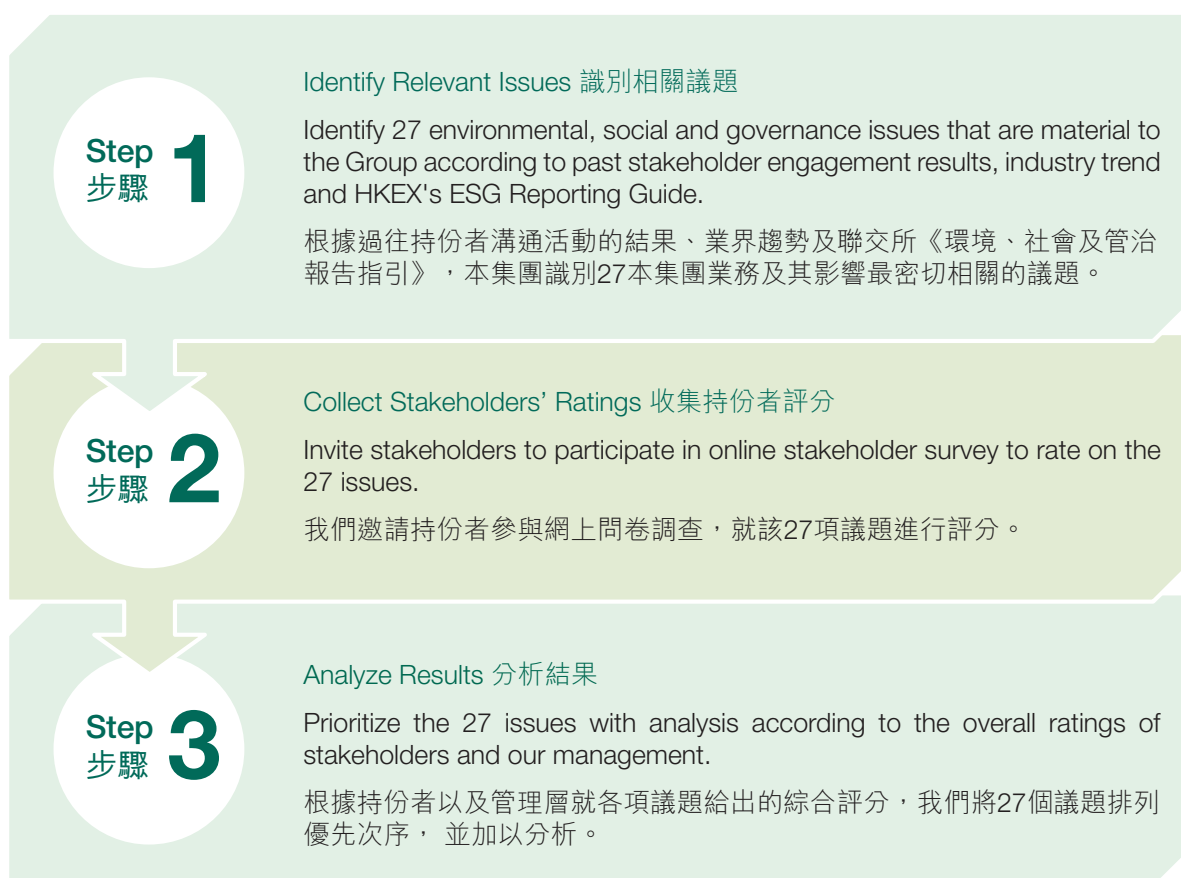 Step 1
步驟
Identify Relevant Issues 識別相關議題
Identify 27 environmental, social and governance issues that are material to
the Group according to past stakeholder engagement results, industry trend
and HKEX's ESG Reporting Guide.
根據過往持份者溝通活動的結果、業界趨勢及聯交所《環境、社會及管治
報告指引》，本集團識別27本集團業務及其影響最密切相關的議題。
Step 2
步驟
Collect Stakeholders’ Ratings 收集持份者評分
Invite stakeholders to participate in online stakeholder survey to rate on the
27 issues.
我們邀請持份者參與網上問卷調查，就該27項議題進行評分。
Step 3
步驟
Analyze Results 分析結果
Prioritize the 27 issues with analysis according to the overall ratings of
stakeholders and our management.
根據持份者以及管理層就各項議題給出的綜合評分，我們將27個議題排列
優先次序， 並加以分析。